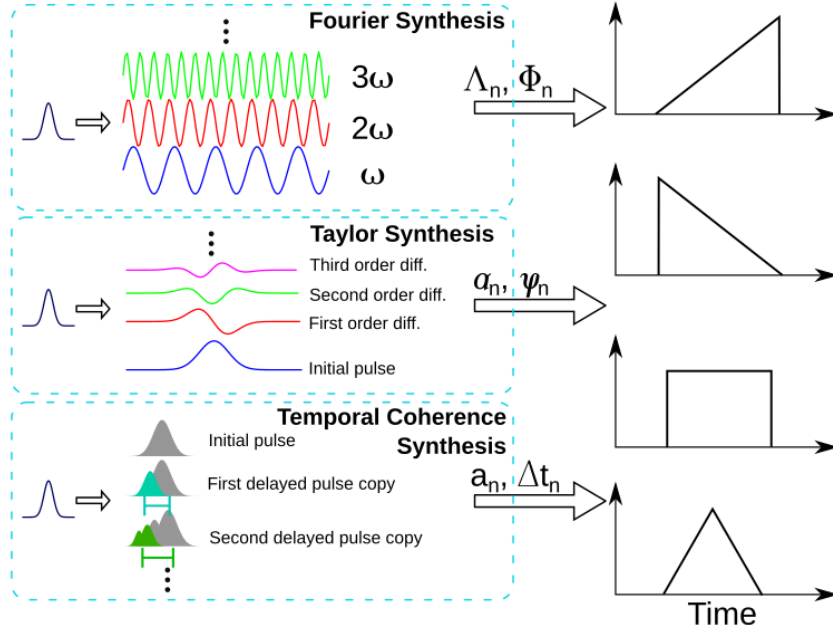 Fourier Synthesis
3ω
2ω
ω
Λn, Φn
Taylor Synthesis
Third order diff.
Second order diff.
First order diff.
Initial pulse
αn, φn
Temporal Coherence
Synthesis
Initial pulse
First delayed pulse copy
Second delayed pulse copy
an, Δtn
Time